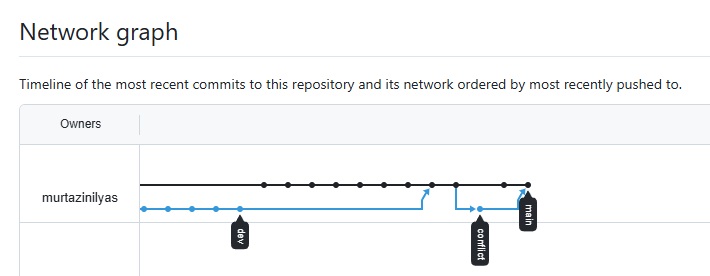 Network graph
Timeline of the most recent commits to this repository and its network ordered by most recently pushed to.
Owners
murtazinilyas
dev
conflict
main